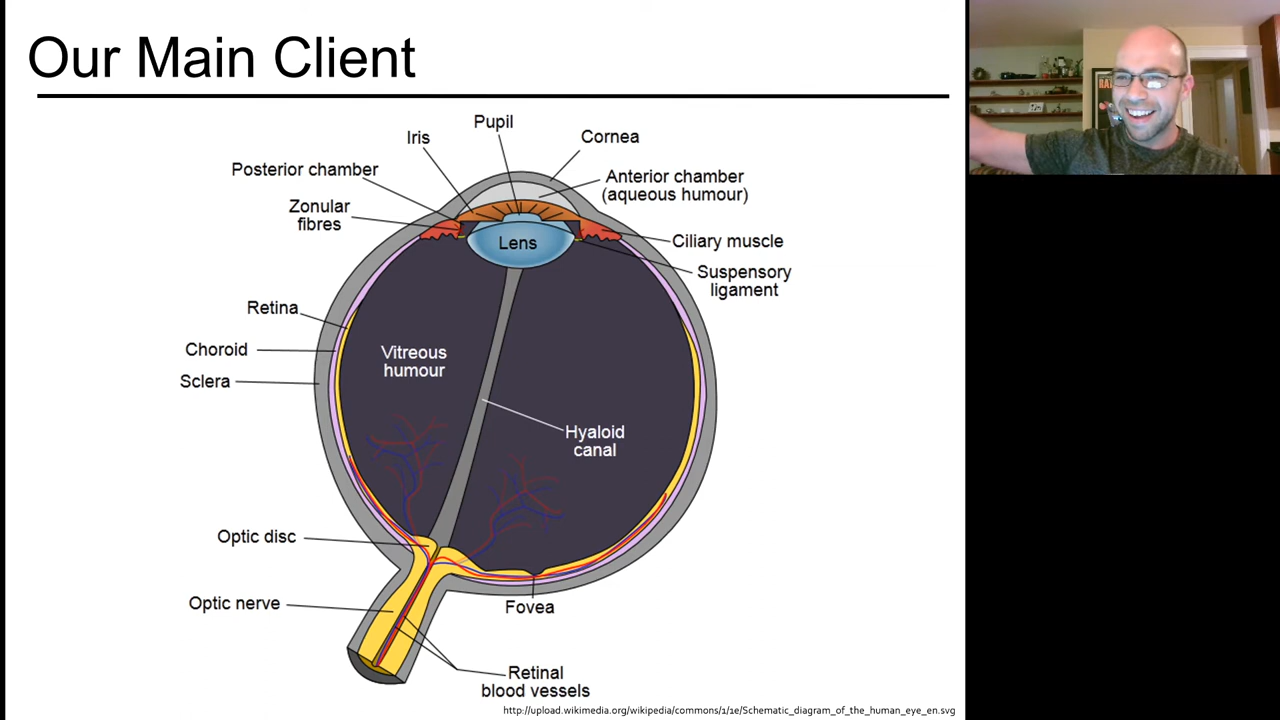 Our Main Client
Pupil
Iris
Cornea
Posterior chamber
Anterior chamber
(aqueous humour)
Zonular
fibres
Lens
Ciliary muscle
Suspensory
ligament
Retina
Choroid
Vitreous
humour
Sclera
Hyaloid
canal
Optic disc
Optic nerve
Fovea
Retinal
blood vessels
http://upload.wikimedia.org/wikipedia/commons/1/1e/Schematic_diagram_of_the_human_eye_en.svg